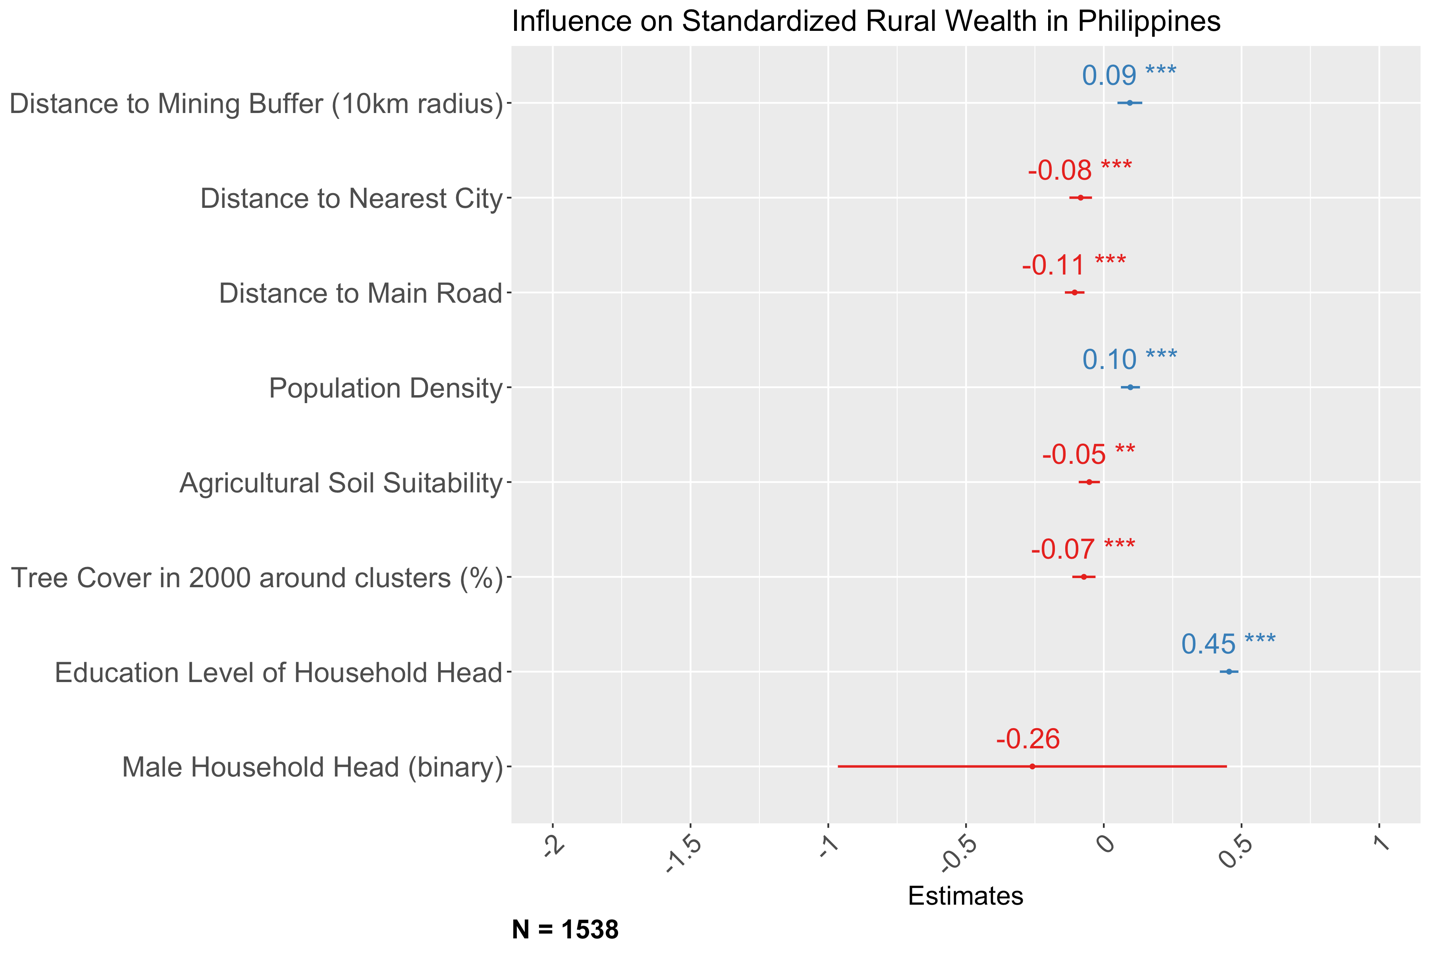 Influence on Standardized Rural Wealth in Philippines
Distance to Mining Buffer (10km radius)
0.09 ***
Distance to Nearest City
-0.08 ***
Distance to Main Road
-0.11 ***
Population Density
0.10 ***
Agricultural Soil Suitability
-0.05 **
Tree Cover in 2000 around clusters (%)
-0.07 ***
Education Level of Household Head
0.45 ***
Male Household Head (binary)
-0.26
-2 -1.5 -1 -0.5 0 0.5 1
Estimates
N = 1538